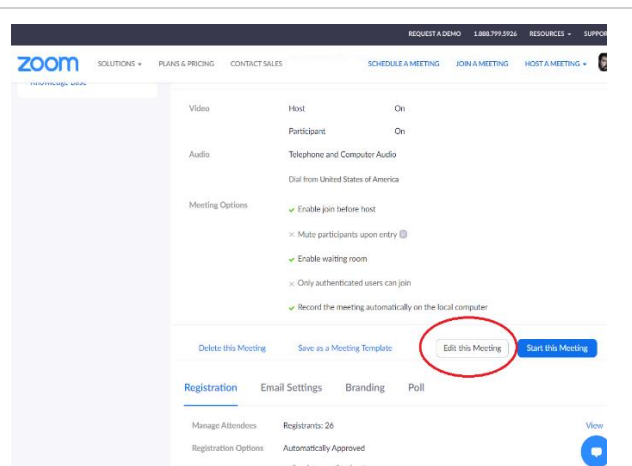 REQUEST A DEMO 1.888.799.5926 RESOURCES SUPPOR
zoom SOLUTIONS PLANS & PRICING CONTACT SALES SCHEDULE A MEETING JOIN A MEETING HOST A MEETING
Knowledge Base
Video Host On
Participant On
Audio Telephone and Computer Audio
Dial from United States of America
Meeting Options Enable join before host
Mute participants upon entry
Enable waiting room
Only authenticated users can join
Record the meeting automatically on the local computer
Delete this Meeting Save as a Meeting Template Edit this Meeting Start this Meeting
Registration Email Settings Branding Poll
Manage Attendees Registrants: 26 View
Registration Options Automatically Approved